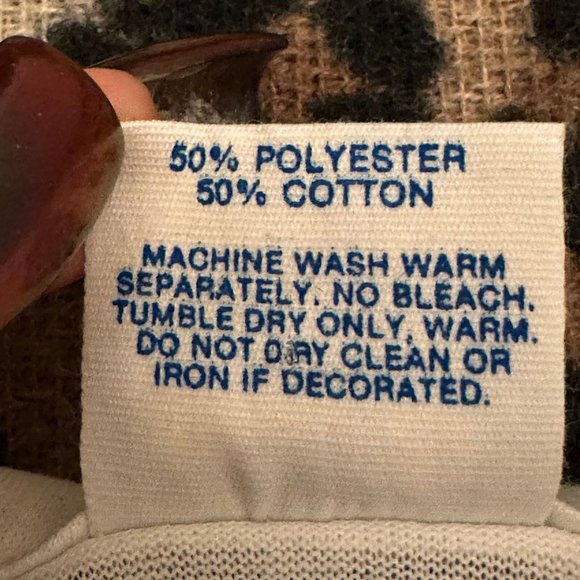 50% POLYESTER
50% COTTON
MACHINE WASH WARM
SEPARATELY. NO BLEACH.
TUMBLE DRY ONLY, WARM.
DO NOT DRY CLEAN OR
IRON IF DECORATED.